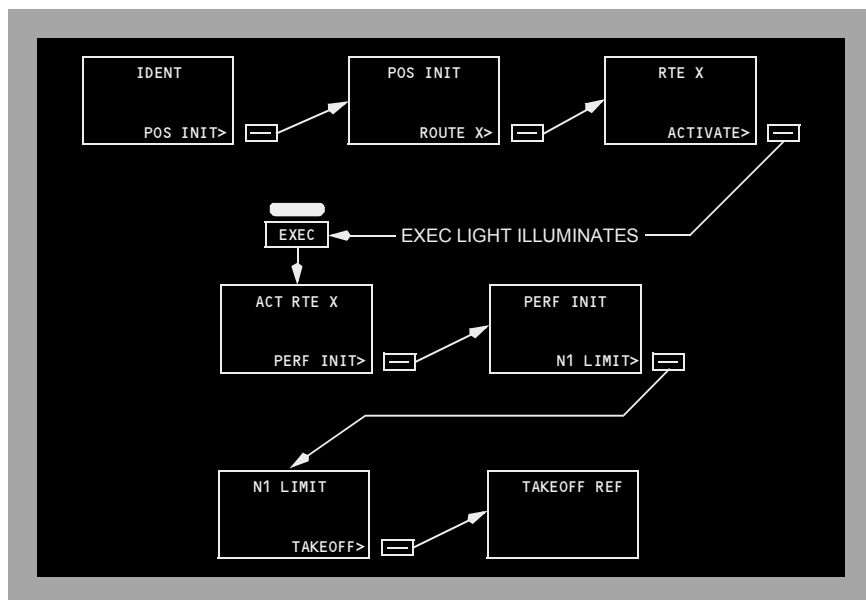 IDENT
POS INIT>
POS INIT
ROUTE X>
RTE X
ACTIVATE>
EXEC
EXEC LIGHT ILLUMINATES
ACT RTE X
PERF INIT>
PERF INIT
N1 LIMIT>
N1 LIMIT
TAKEOFF>
TAKEOFF REF